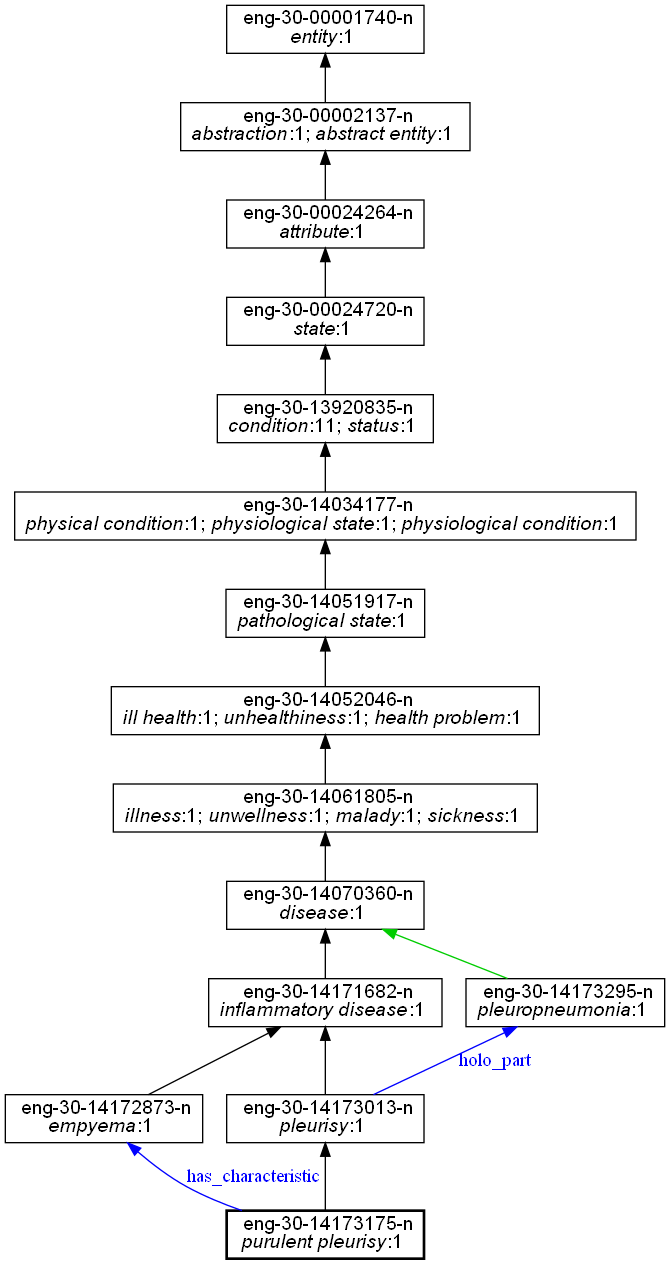 eng-30-00001740-n
entity:1
eng-30-00002137-n
abstraction:1; abstract entity:1
eng-30-00024264-n
attribute:1
eng-30-00024720-n
state:1
eng-30-13920835-n
condition:11; status:1
eng-30-14034177-n
physical condition:1; physiological state:1; physiological condition:1
eng-30-14051917-n
pathological state:1
eng-30-14052046-n
ill health:1; unhealthiness:1; health problem:1
eng-30-14061805-n
illness:1; unwellness:1; malady:1; sickness:1
eng-30-14070360-n
disease:1
eng-30-14171682-n
inflammatory disease:1
eng-30-14173295-n
pleuropneumonia:1
holo_part
eng-30-14172873-n
empyema:1
eng-30-14173013-n
pleurisy:1
has_characteristic
eng-30-14173175-n
purulent pleurisy:1